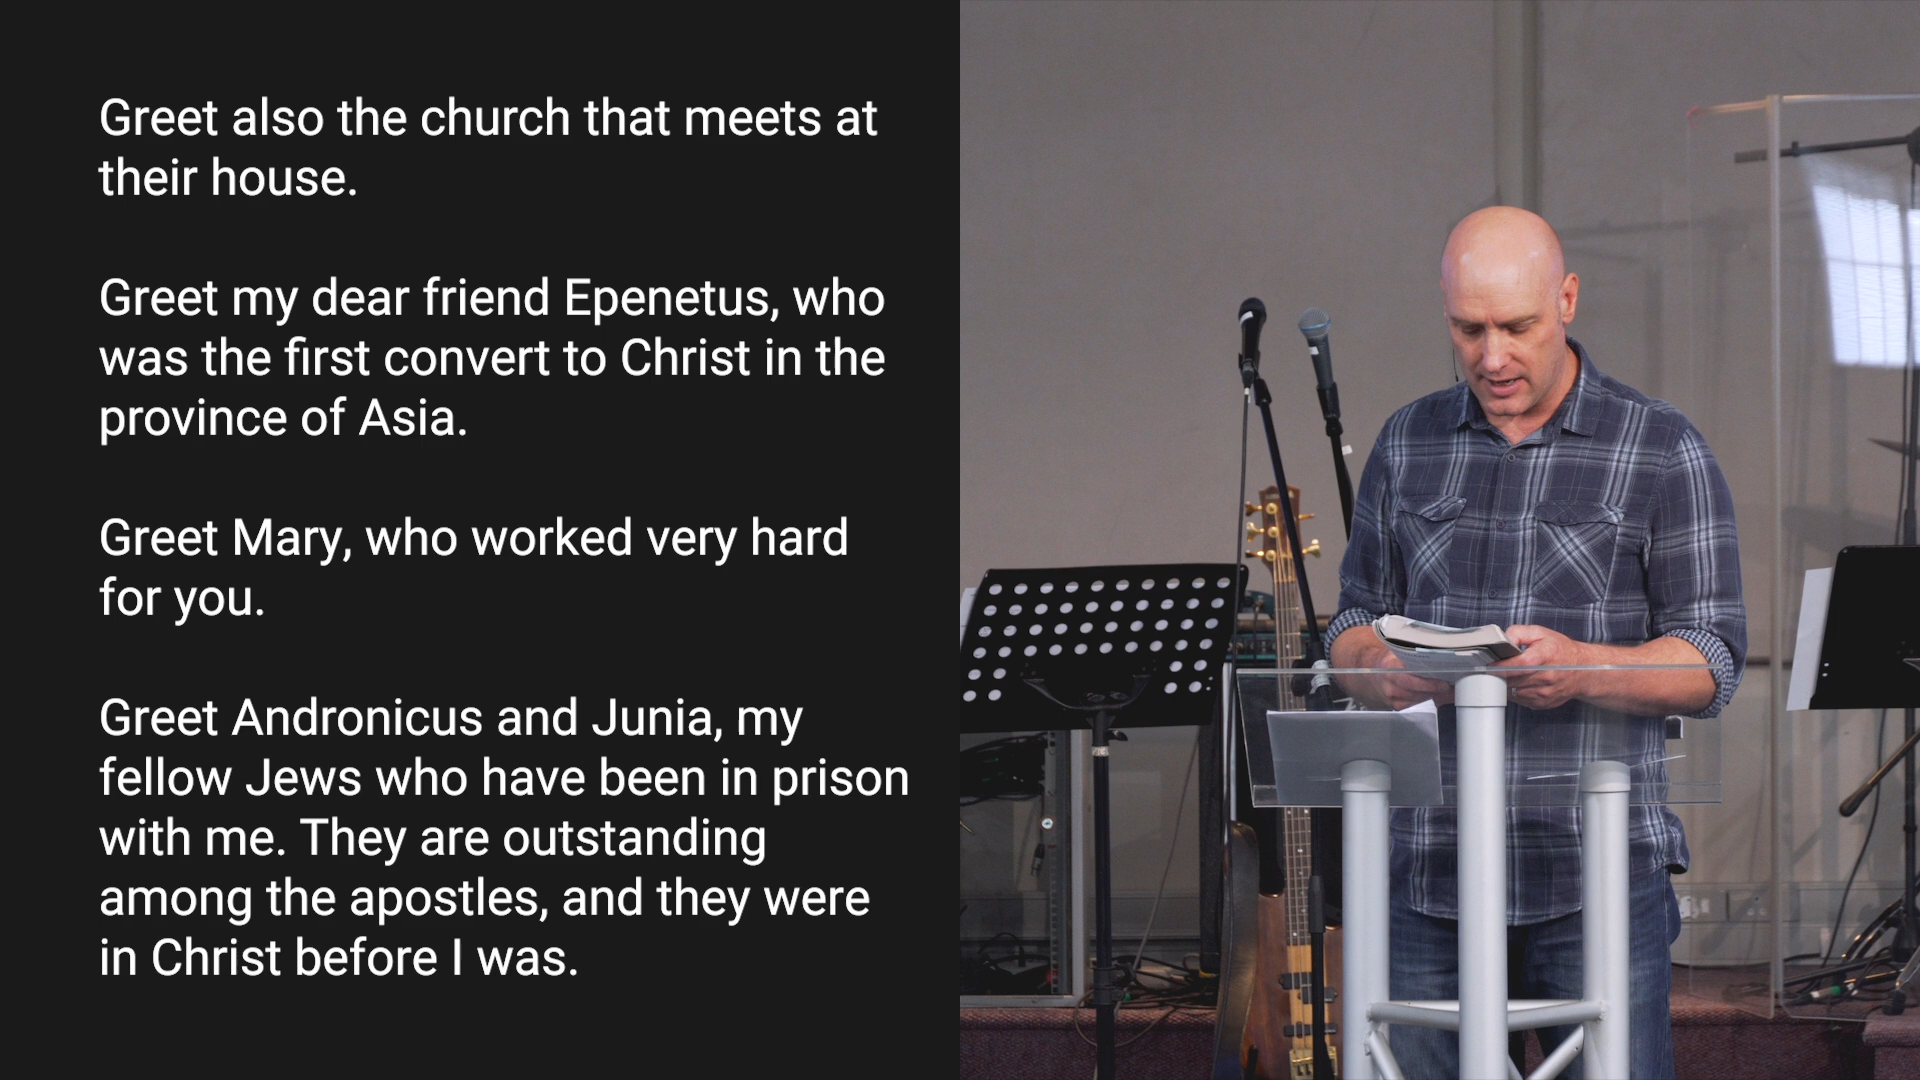 Greet also the church that meets at
their house.
Greet my dear friend Epenetus, who
was the first convert to Christ in the
province of Asia.
Greet Mary, who worked very hard
for you.
Greet Andronicus and Junia, my
fellow Jews who have been in prison
with me. They are outstanding
among the apostles, and they were
in Christ before I was.